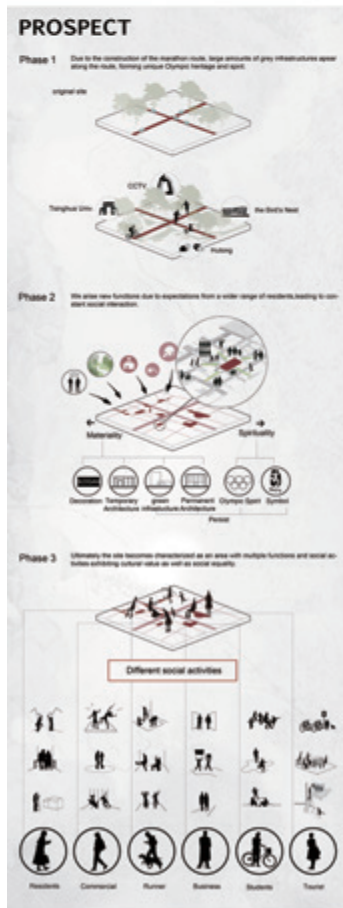 PROSPECT
Phase 1
Due to the construction of the marathon route, large amounts of grey infrastructures apear
along the route, forming unique Olympic heritage and spirit.
original site
CCTV
Tsinghua Univ.
the Bird's Nest
Hutong
Phase 2
We arise new functions due to expectations from a wider range of residents,leading to con-
stant social interaction.
Materiality
Spirituality
Decoration
Temporary
Architecture
green
infrastructure
Permanent
Architecture
Olympic Spirit
Symbol
Persist
Phase 3
Ultimately the site becomes characterized as an area with multiple functions and social ac-
tivities exhibiting cultural value as well as social equality.
Different social activities
Residents
Commercial
Runner
Business
Students
Tourist